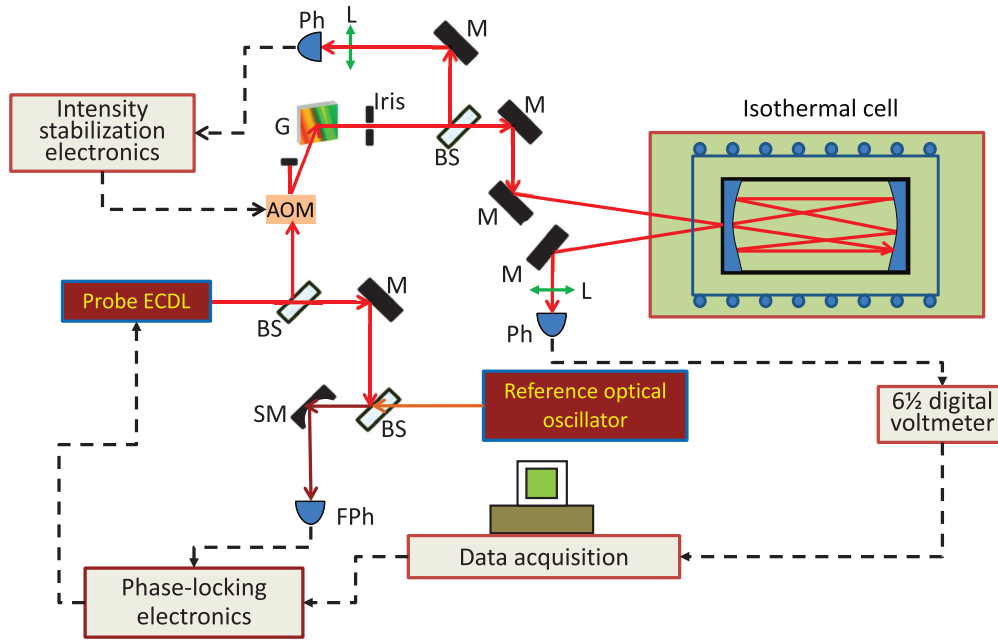 Ph
L
M
Iris
M
Isothermal cell
Intensity
stabilization
electronics
G
BS
AOM
M
M
Probe ECDL
BS
M
L
Ph
SM
BS
Reference optical
oscillator
6½ digital
voltmeter
FPh
Data acquisition
Phase-locking
electronics